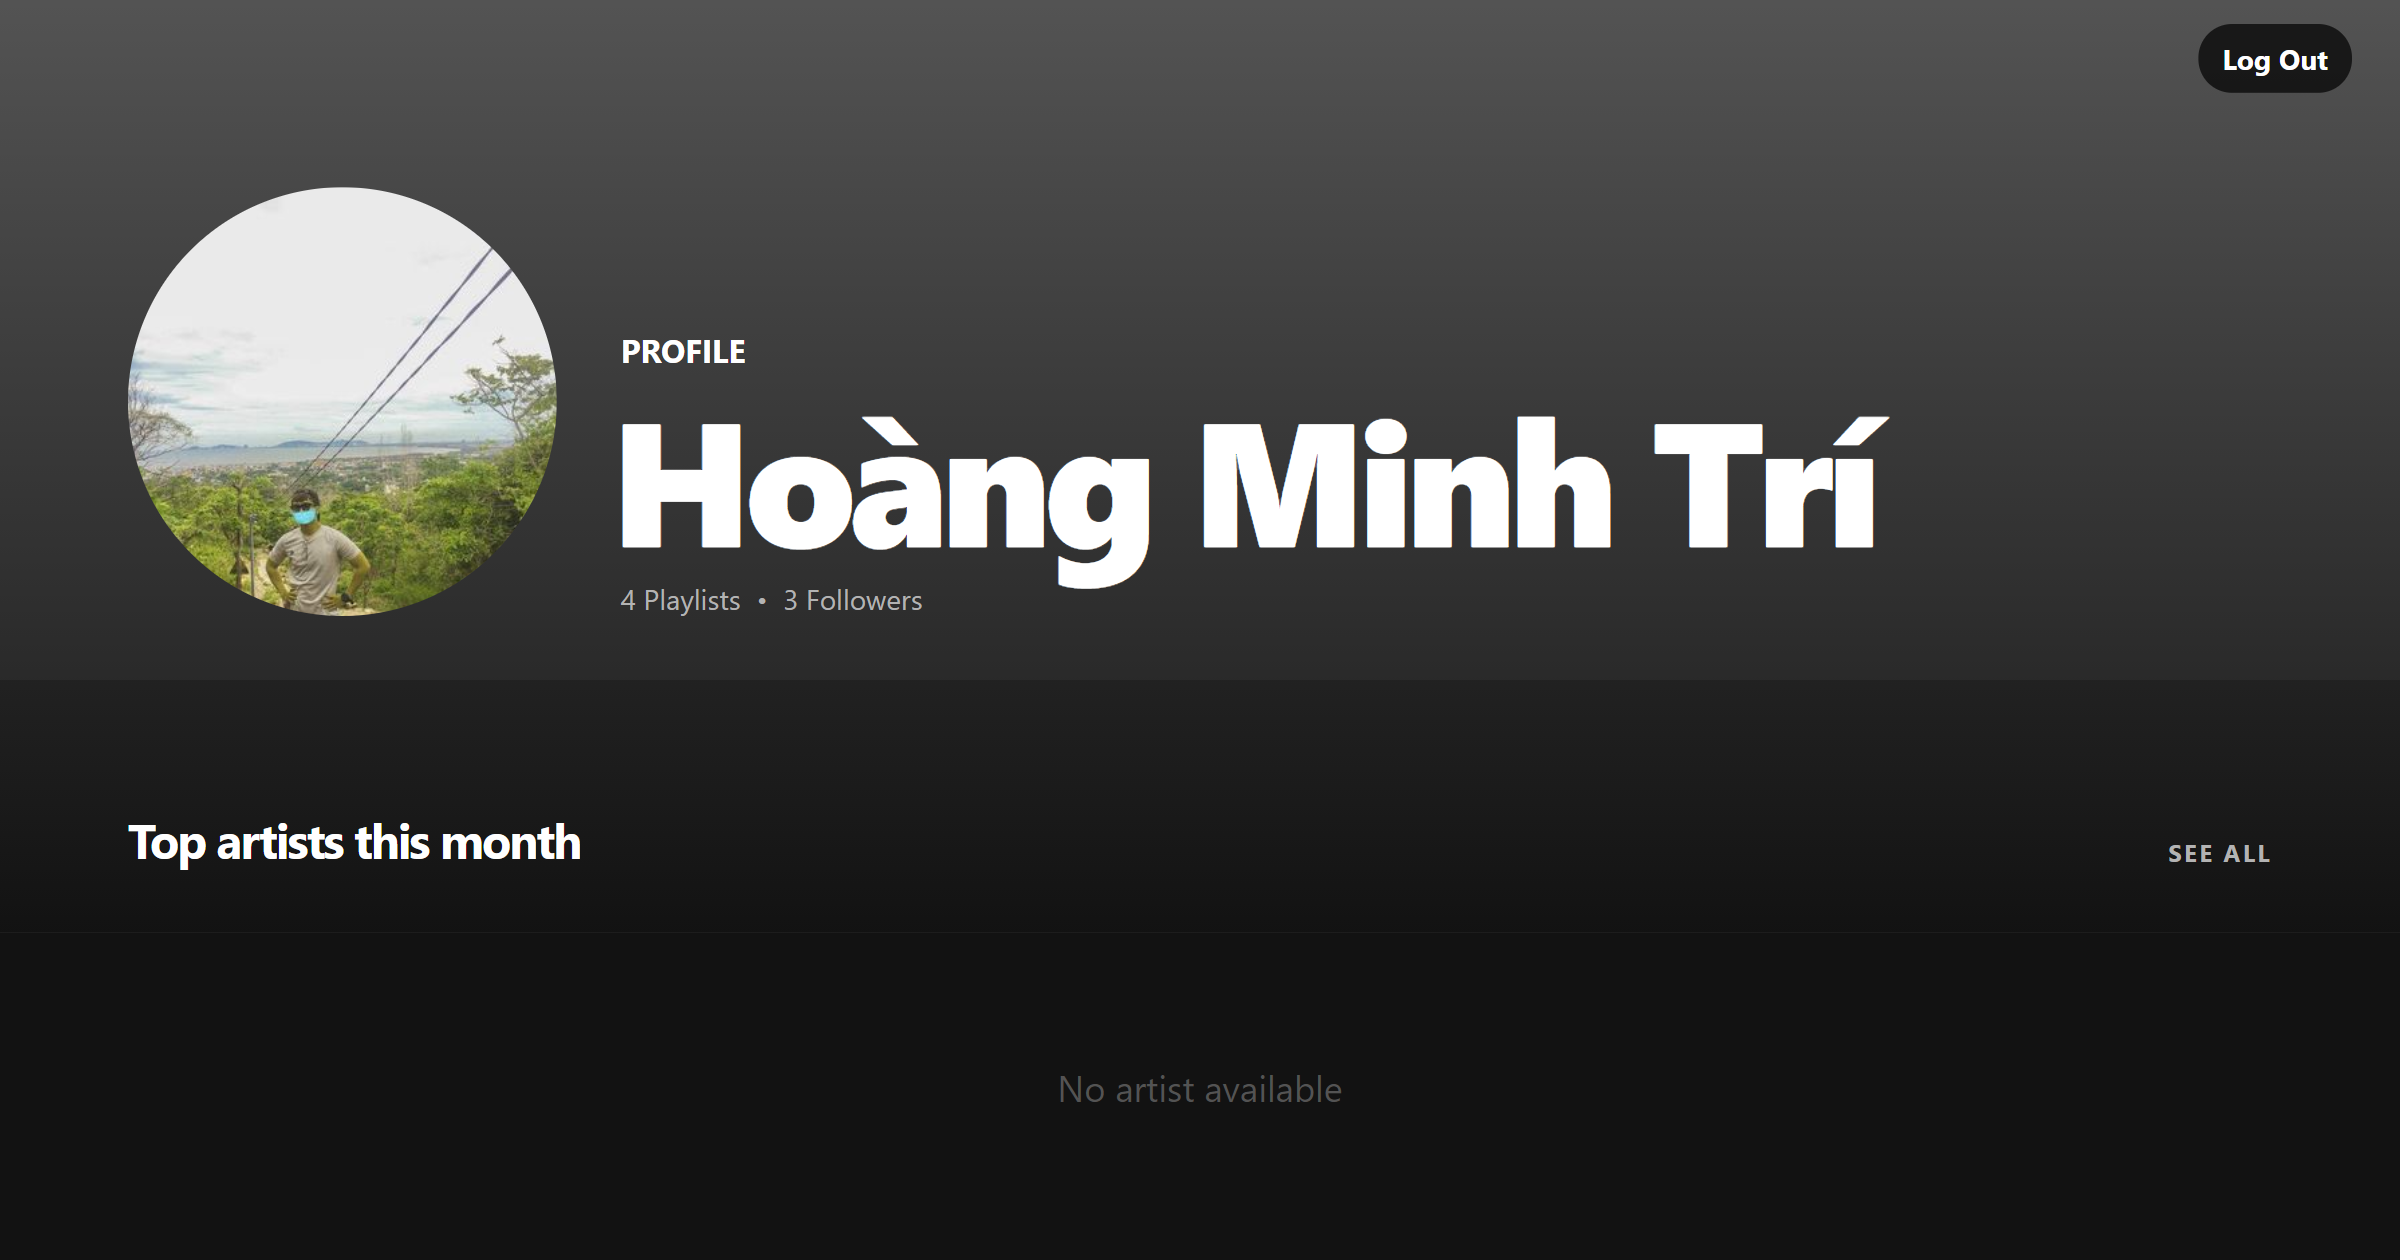 Log Out
PROFILE
Hoàng Minh Trí
4 Playlists • 3 Followers
Top artists this month
SEE ALL
No artist available